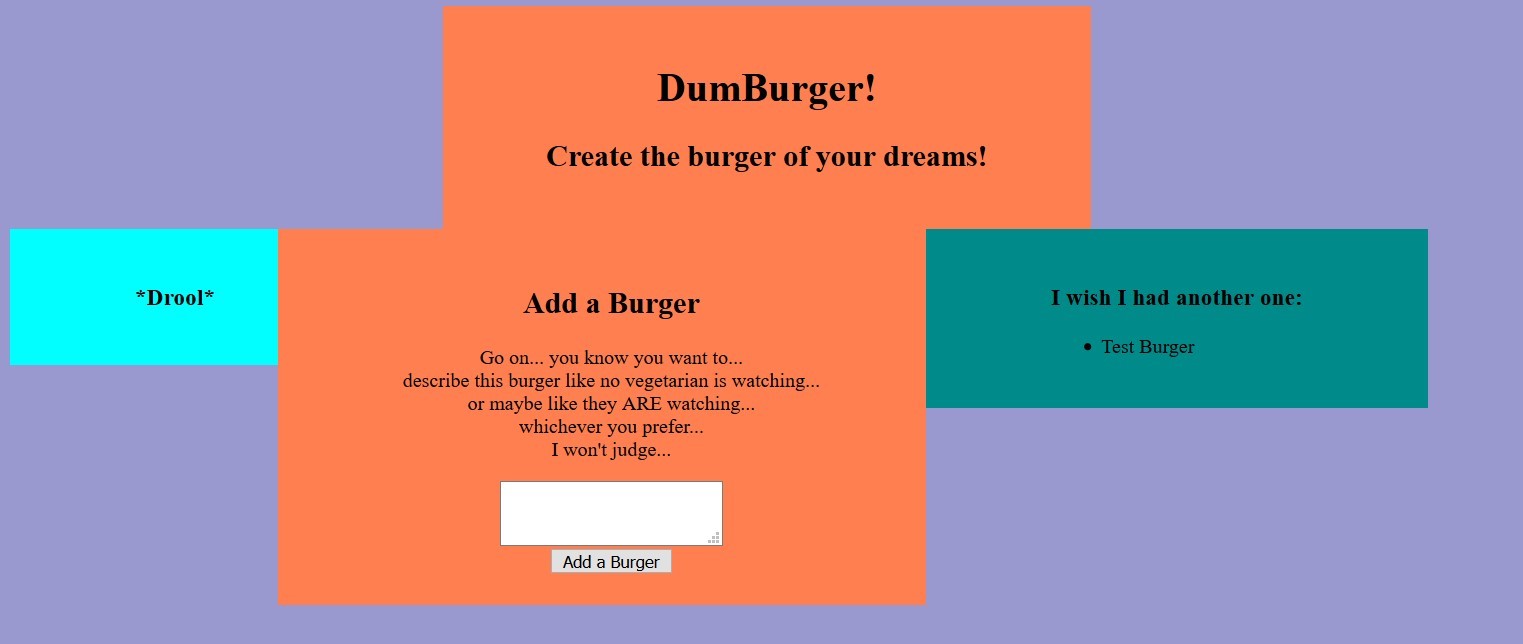 DumBurger!
Create the burger of your dreams!
*Drool*
Add a Burger
Go on... you know you want to...
describe this burger like no vegetarian is watching...
or maybe like they ARE watching...
whichever you prefer...
I won't judge...
Add a Burger
I wish I had another one:
• Test Burger